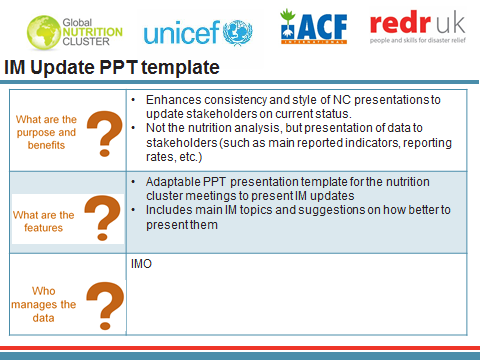 Global
NUTRITION
CLUSTER
unicef
ACF
INTERNATIONAL
redr uk
people and skills for disaster relief
IM Update PPT template
What are the
purpose and
benefits
?
• Enhances consistency and style of NC presentations to
update stakeholders on current status.
• Not the nutrition analysis, but presentation of data to
stakeholders (such as main reported indicators, reporting
rates, etc.)
What are the
features
?
• Adaptable PPT presentation template for the nutrition
cluster meetings to present IM updates
• Includes main IM topics and suggestions on how better to
present them
Who
manages the
data
?
IMO